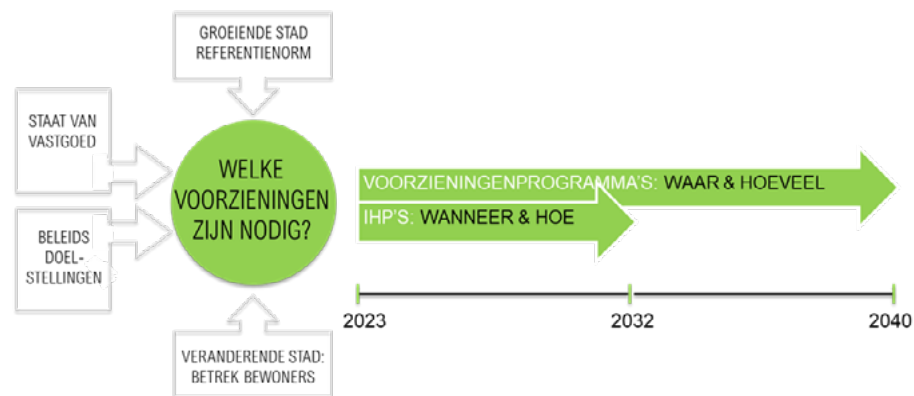 GROEIENDE STAD
REFERENTIENORM
STAAT VAN
VASTGOED
BELEIDS
DOEL-
STELLINGEN
WELKE
VOORZIENINGEN
ZIJN NODIG?
VERANDERENDE STAD:
BETREK BEWONERS
VOORZIENINGENPROGRAMMA'S: WAAR & HOEVEEL
IHP'S: WANNEER & HOE
2023
2032
2040